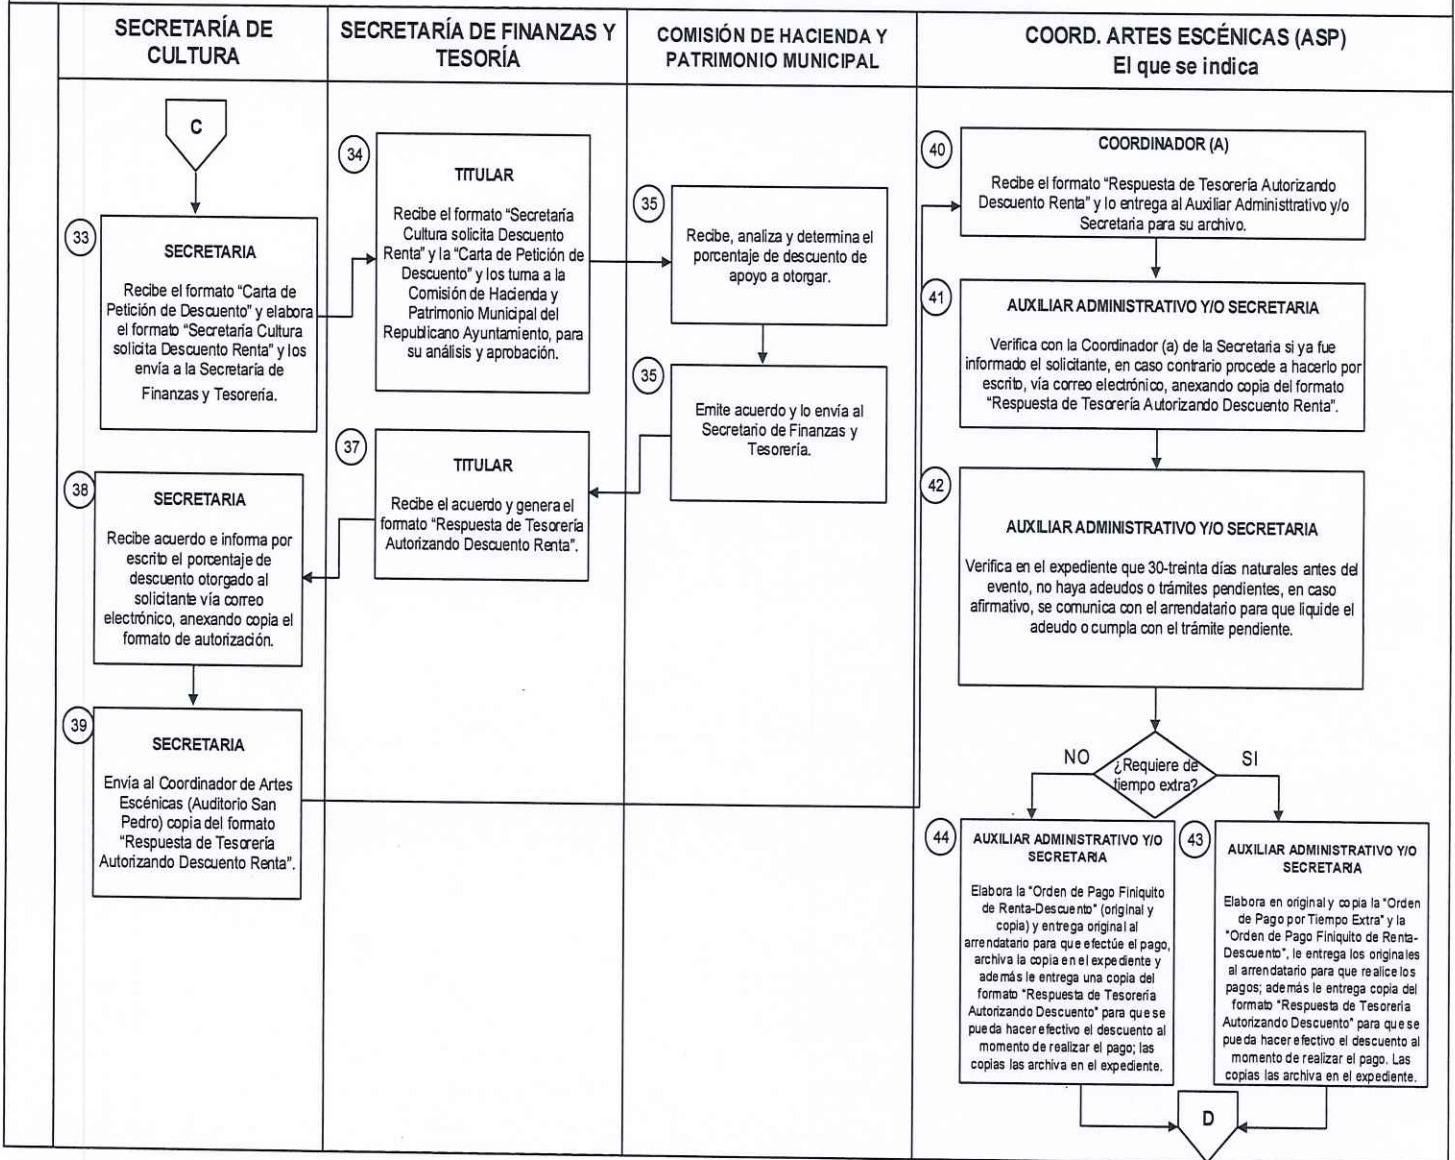 SECRETARÍA DE
CULTURA
SECRETARÍA DE FINANZAS Y
TESORÍA
COMISIÓN DE HACIENDA Y
PATRIMONIO MUNICIPAL
COORD. ARTES ESCÉNICAS (ASP)
El que se indica
C
33
SECRETARIA
Recibe el formato "Carta de
Petición de Descuento" y elabora
el formato "Secretaría Cultura
solicita Descuento Renta" y los
envía a la Secretaría de
Finanzas y Tesorería.
34
TITULAR
Recibe el formato "Secretaría
Cultura solicita Descuento
Renta" y la "Carta de Petición de
Descuento" y los turna a la
Comisión de Hacienda y
Patrimonio Municipal del
Republicano Ayuntamiento, para
su análisis y aprobación.
35
Recibe, analiza y determina el
porcentaje de descuento de
apoyo a otorgar.
35
Emite acuerdo y lo envía al
Secretario de Finanzas y
Tesorería.
37
TITULAR
Recibe el acuerdo y genera el
formato "Respuesta de Tesorería
Autorizando Descuento Renta".
38
SECRETARIA
Recibe acuerdo e informa por
escrito el porcentaje de
descuento otorgado al
solicitante vía correo
electrónico, anexando copia el
formato de autorización.
39
SECRETARIA
Envía al Coordinador de Artes
Escénicas (Auditorio San
Pedro) copia del formato
"Respuesta de Tesorería
Autorizando Descuento Renta".
40
COORDINADOR (A)
Recibe el formato "Respuesta de Tesorería Autorizando
Descuento Renta" y lo entrega al Auxiliar Administtrativo y/o
Secretaria para su archivo.
41
AUXILIAR ADMINISTRATIVO Y/O SECRETARIA
Verifica con la Coordinador (a) de la Secretaria si ya fue
informado el solicitante, en caso contrario procede a hacerlo por
escrito, vía correo electrónico, anexando copia del formato
"Respuesta de Tesorería Autorizando Descuento Renta".
42
AUXILIAR ADMINISTRATIVO Y/O SECRETARIA
Verifica en el expediente que 30-treinta días naturales antes del
evento, no haya adeudos o trámites pendientes, en caso
afirmativo, se comunica con el arrendatario para que liquide el
adeudo o cumpla con el trámite pendiente.
NO
¿Requiere de
tiempo extra?
SI
44
AUXILIAR ADMINISTRATIVO Y/O
SECRETARIA
Elabora la "Orden de Pago Finiquito
de Renta-Descuento" (original y
copia) y entrega original al
arrendatario para que efectúe el pago,
archiva la copia en el expediente y
además le entrega una copia del
formato "Respuesta de Tesorería
Autorizando Descuento" para que se
pueda hacer efectivo el descuento al
momento de realizar el pago; las
copias las archiva en el expediente.
43
AUXILIAR ADMINISTRATIVO Y/O
SECRETARIA
Elabora en original y copia la "Orden
de Pago por Tiempo Extra" y la
"Orden de Pago Finiquito de Renta-
Descuento", le entrega los originales
al arrendatario para que realice los
pagos; además le entrega copia del
formato "Respuesta de Tesorería
Autorizando Descuento" para que se
pueda hacer efectivo el descuento al
momento de realizar el pago. Las
copias las archiva en el expediente.
D